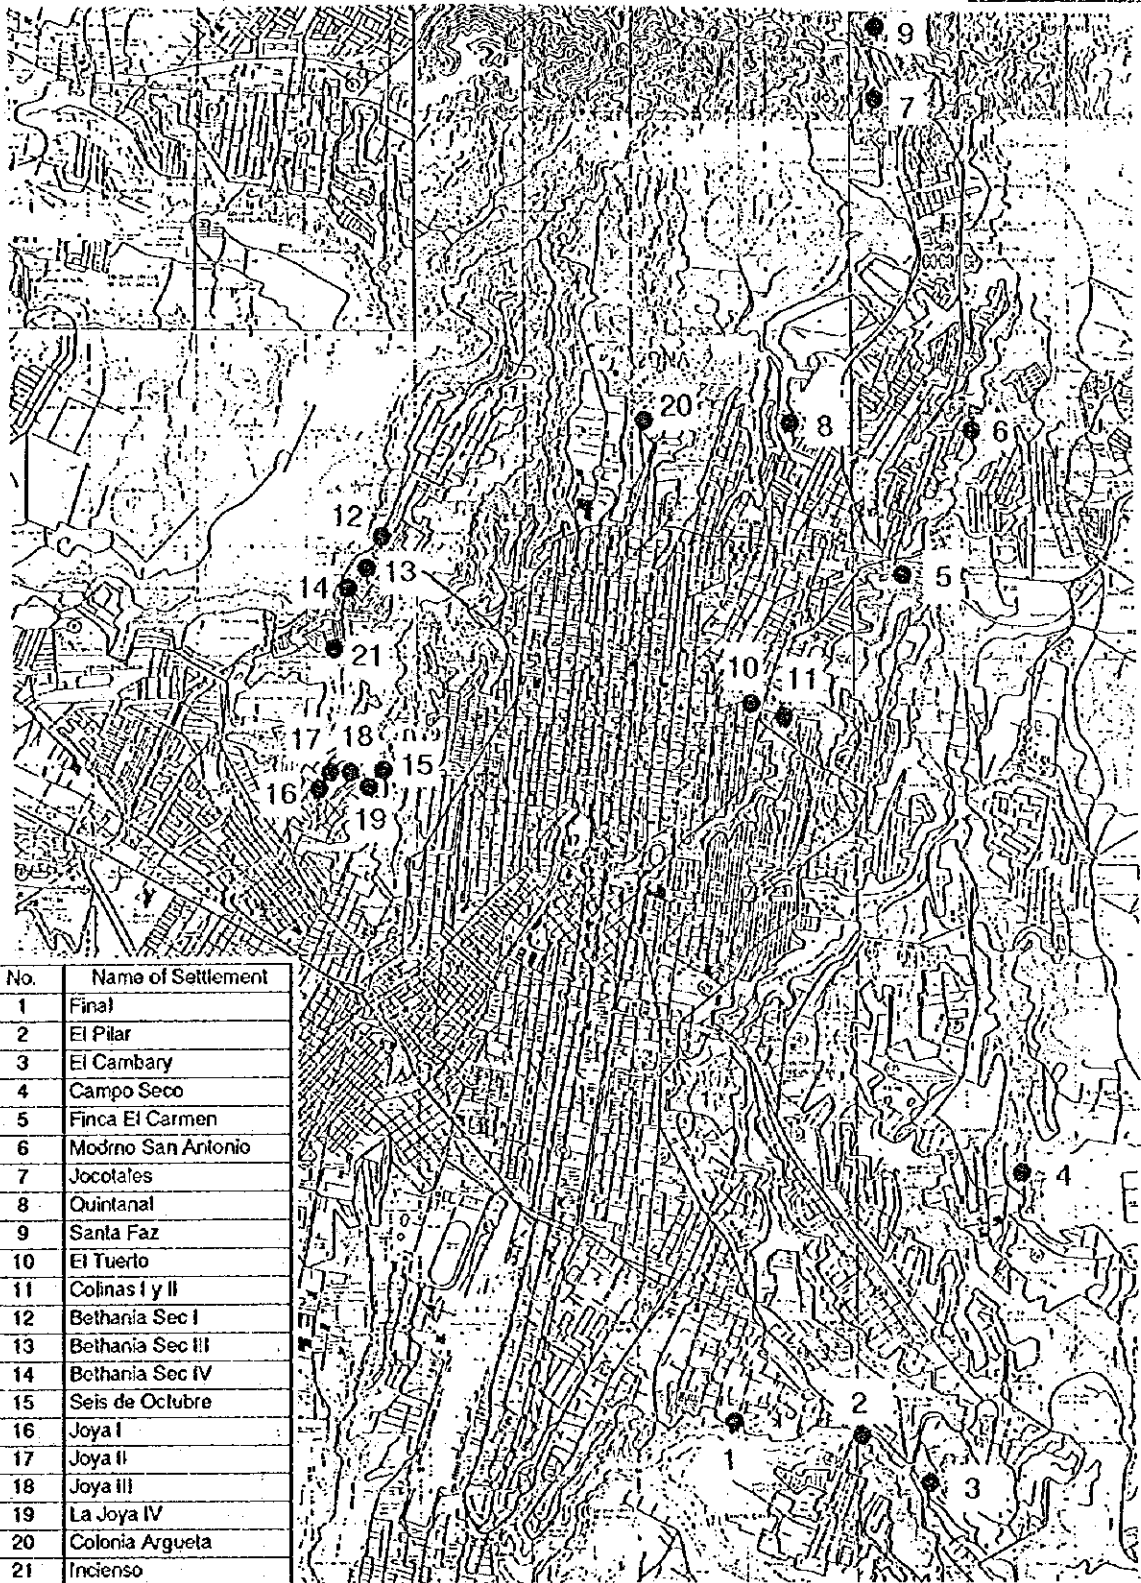 9
7
20
8
6
12
13
14
5
21
10
11
17
18
15
16
19
4
2
1
3
No. Name of Settlement
1 Final
2 El Pilar
3 El Cambary
4 Campo Seco
5 Finca El Carmen
6 Modrno San Antonio
7 Jocotales
8 Quintanal
9 Santa Faz
10 El Tuerto
11 Colinas I y II
12 Bethania Sec I
13 Bethania Sec III
14 Bethania Sec IV
15 Seis de Octubre
16 Joya I
17 Joya II
18 Joya III
19 La Joya IV
20 Colonia Argueta
21 Incienso